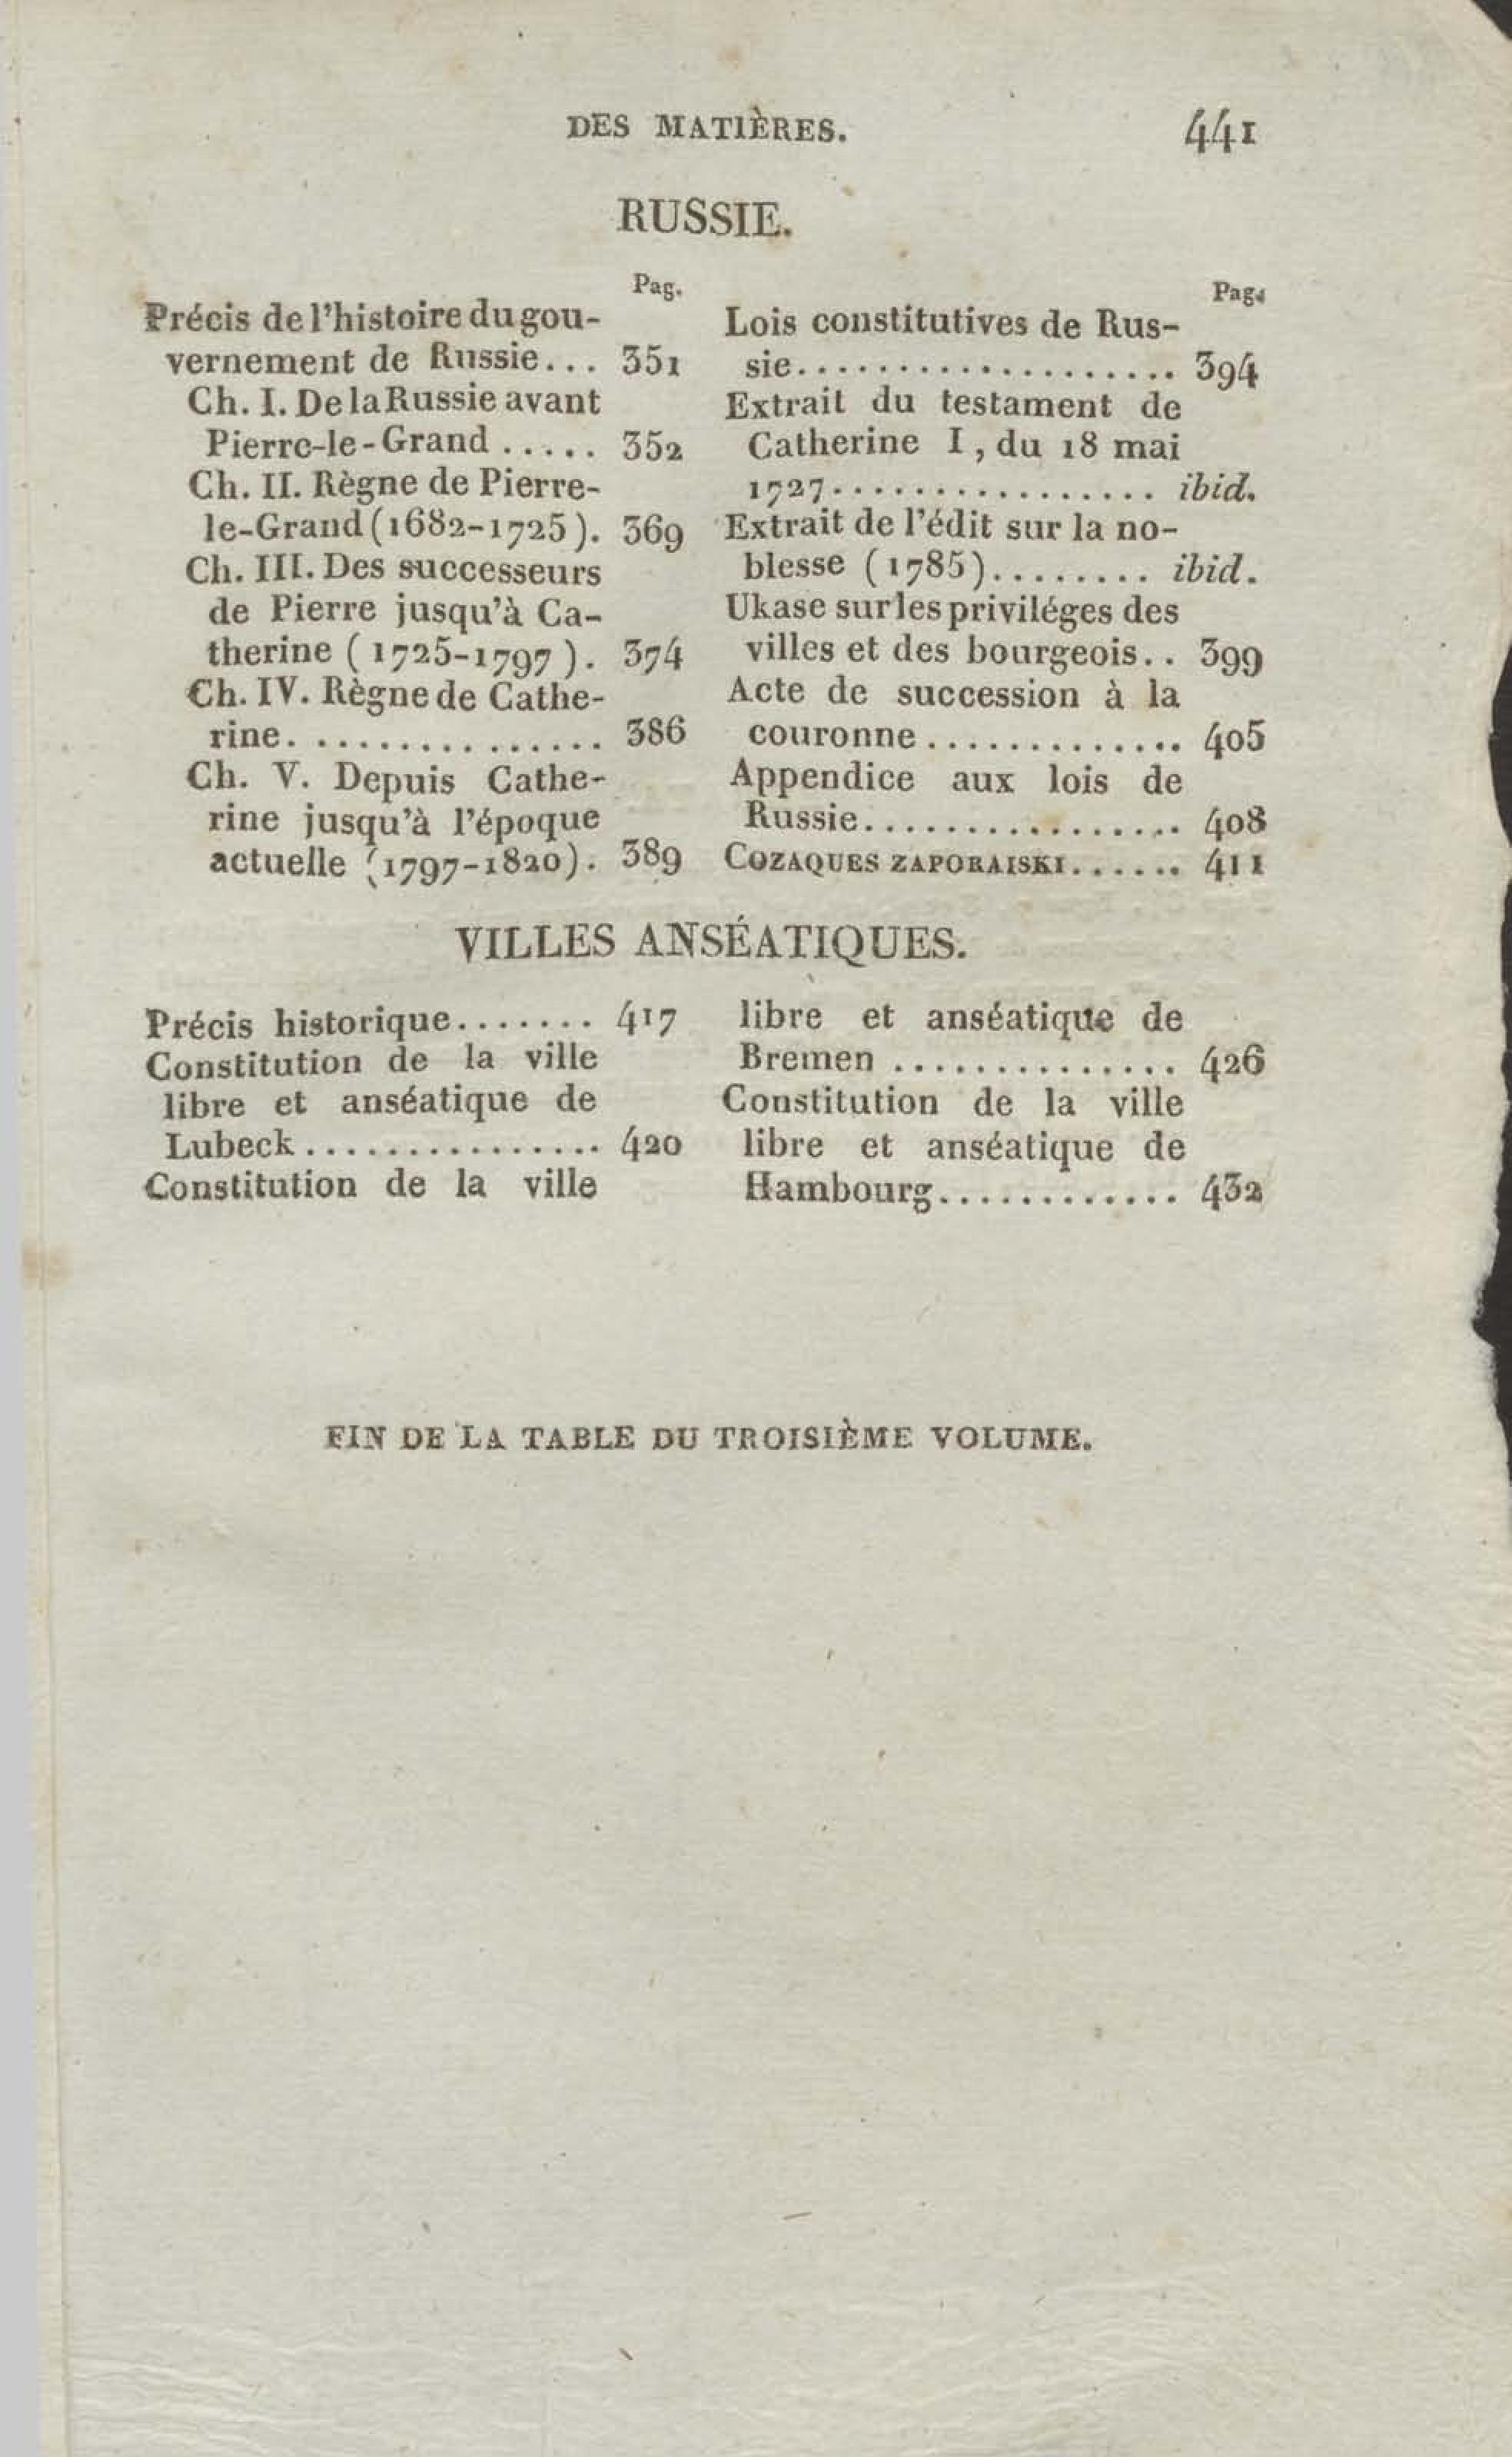 DES MATIÈRES. 441
RUSSIE.
Pag.
Précis de l'histoire du gou-
vernement de Russie... 351
Ch. I. De la Russie avant
Pierre-le-Grand ..... 352
Ch. II. Règne de Pierre-
le-Grand (1682-1725). 369
Ch. III. Des successeurs
de Pierre jusqu'à Ca-
therine (1725-1797). 374
Ch. IV. Règne de Cathe-
rine............... 386
Ch. V. Depuis Cathe-
rine jusqu'à l'époque
actuelle (1797-1820). 389
Pag.
Lois constitutives de Rus-
sie................... 394
Extrait du testament de
Catherine I, du 18 mai
1727................ ibid.
Extrait de l'édit sur la no-
blesse (1785)........ ibid.
Ukase sur les priviléges des
villes et des bourgeois.. 399
Acte de succession à la
couronne............. 405
Appendice aux lois de
Russie................ 408
COZAQUES ZAPORAISKI...... 411
VILLES ANSÉATIQUES.
Précis historique....... 417
Constitution de la ville
libre et anséatique de
Lubeck............... 420
Constitution de la ville
libre et anséatique de
Bremen .............. 426
Constitution de la ville
libre et anséatique de
Hambourg............ 432
FIN DE LA TABLE DU TROISIÈME VOLUME.